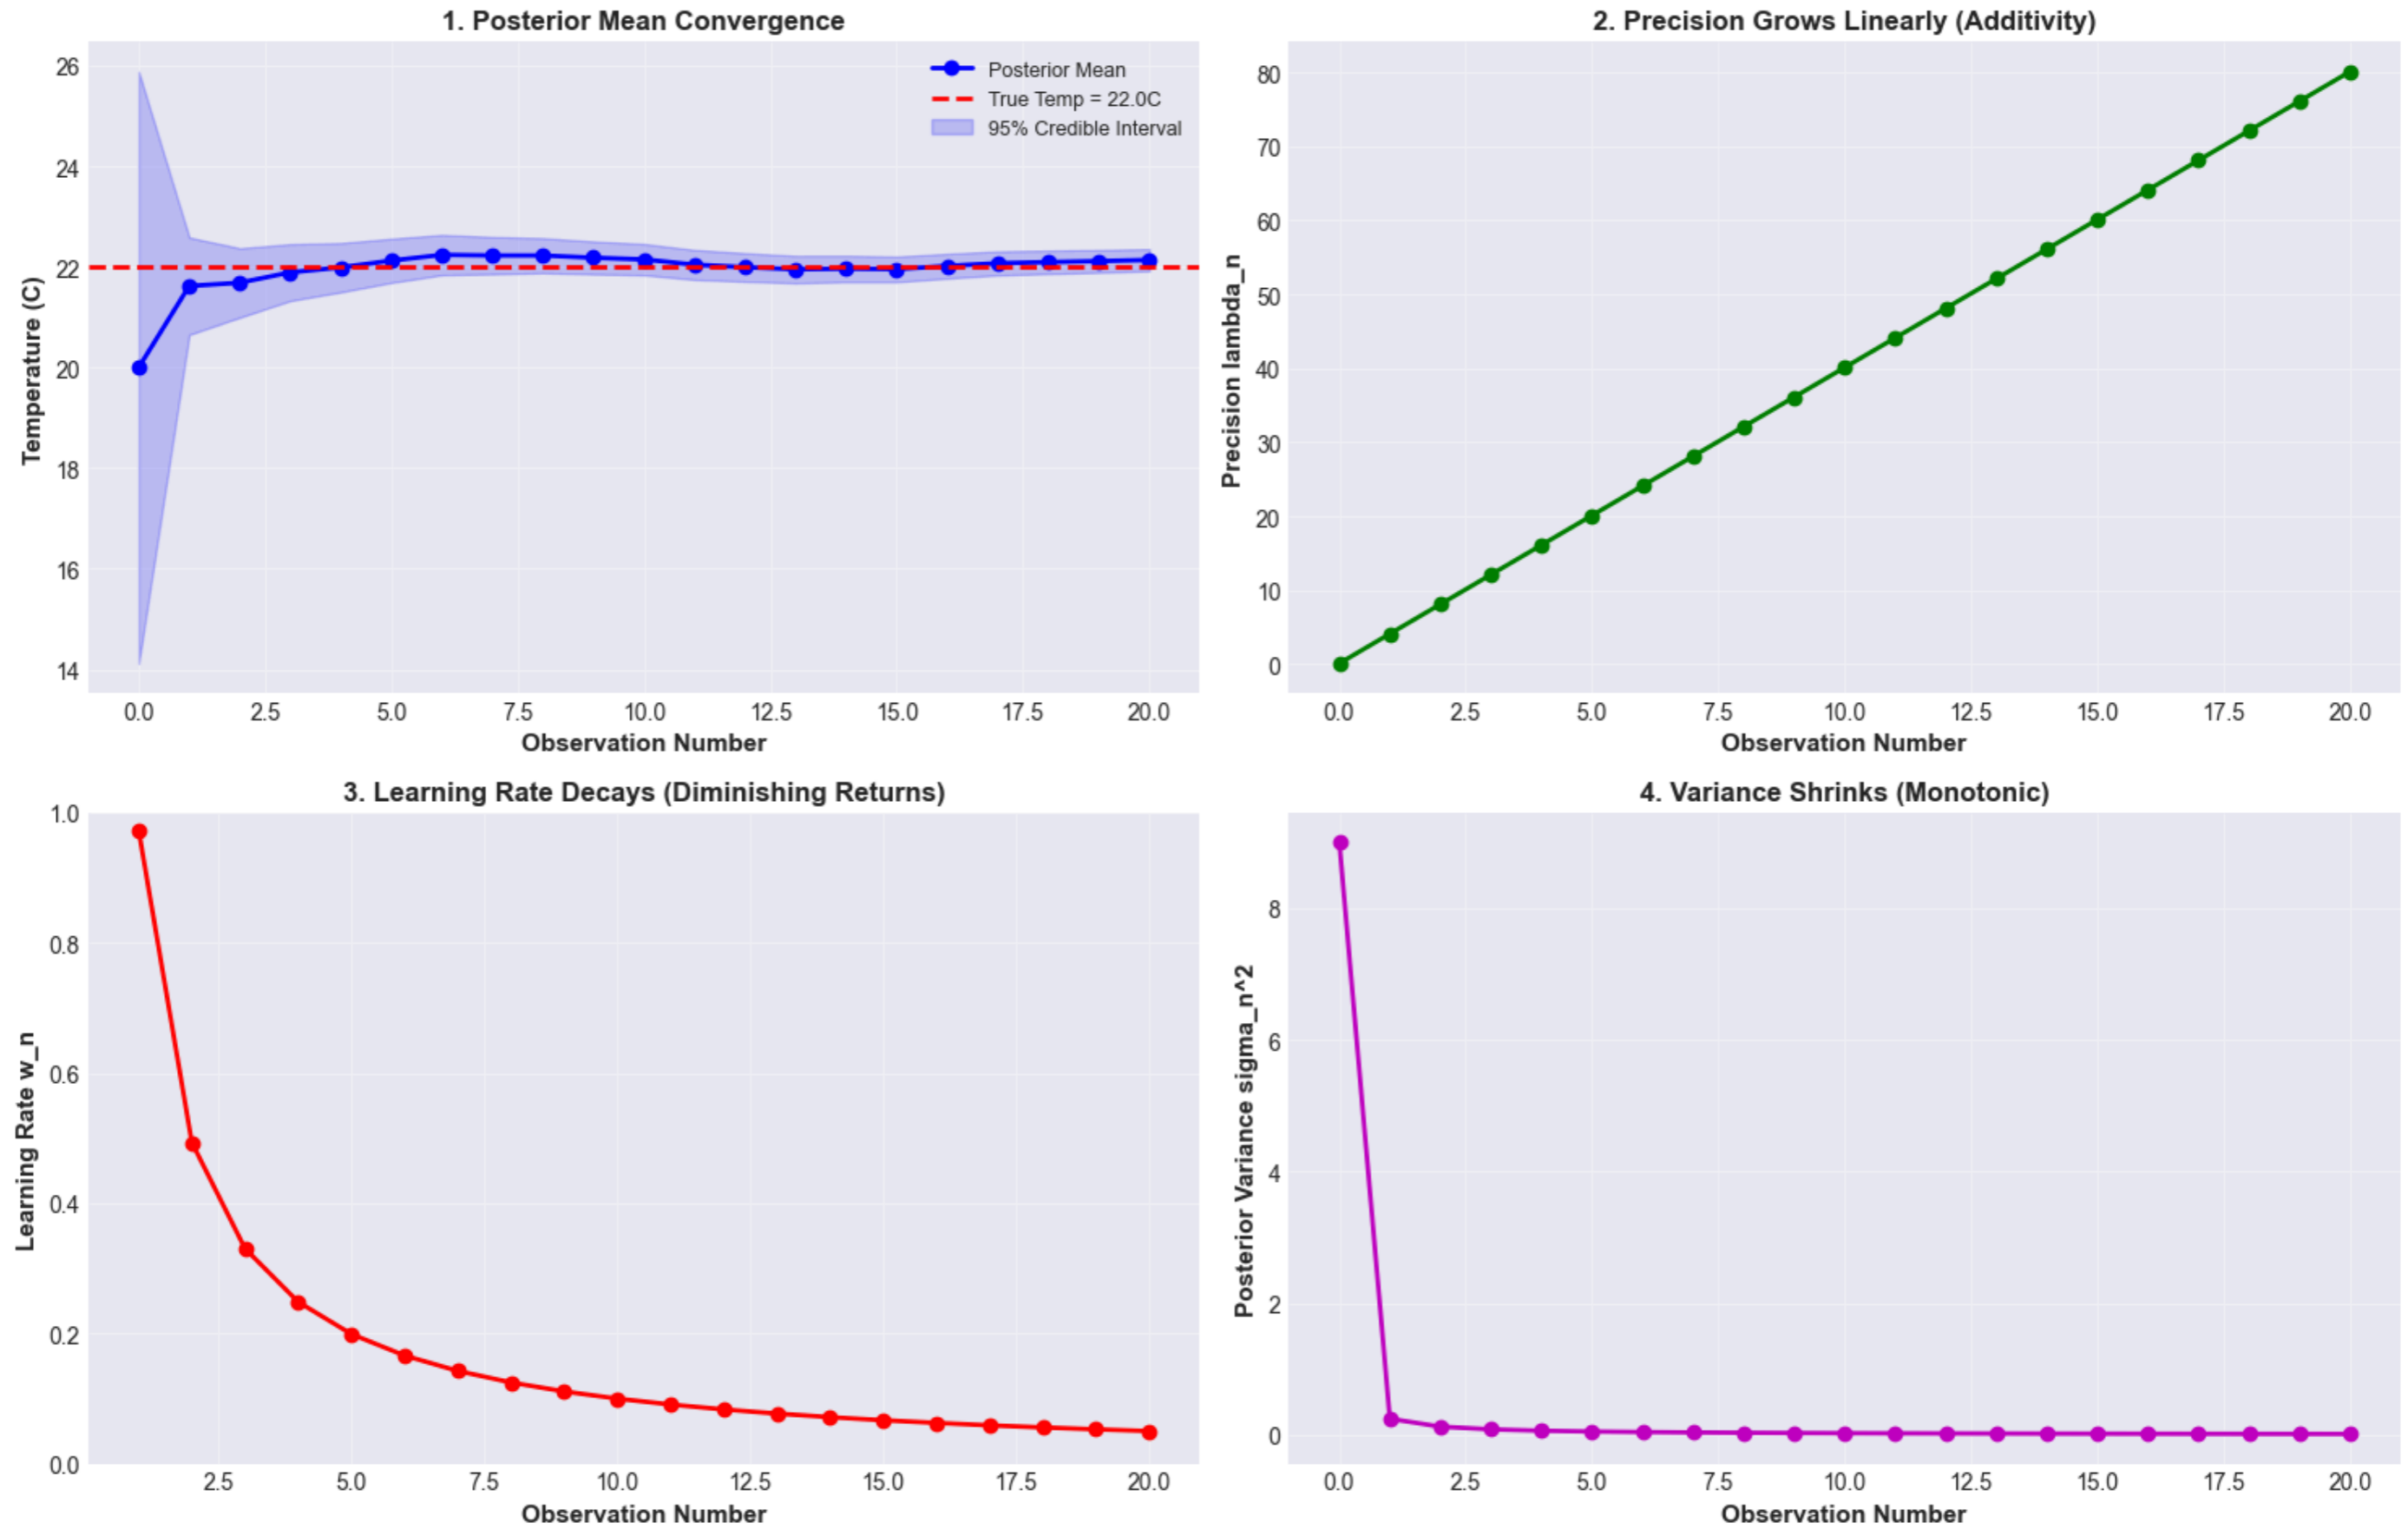 1. Posterior Mean Convergence
26
24
22
20
18
16
14
Temperature (C)
Posterior Mean
True Temp = 22.0C
95% Credible Interval
0.0 2.5 5.0 7.5 10.0 12.5 15.0 17.5 20.0
Observation Number
2. Precision Grows Linearly (Additivity)
80
70
60
50
40
30
20
10
0
Precision lambda_n
0.0 2.5 5.0 7.5 10.0 12.5 15.0 17.5 20.0
Observation Number
3. Learning Rate Decays (Diminishing Returns)
1.0
0.8
0.6
0.4
0.2
0.0
Learning Rate w_n
2.5 5.0 7.5 10.0 12.5 15.0 17.5 20.0
Observation Number
4. Variance Shrinks (Monotonic)
8
6
4
2
0
Posterior Variance sigma_n^2
0.0 2.5 5.0 7.5 10.0 12.5 15.0 17.5 20.0
Observation Number